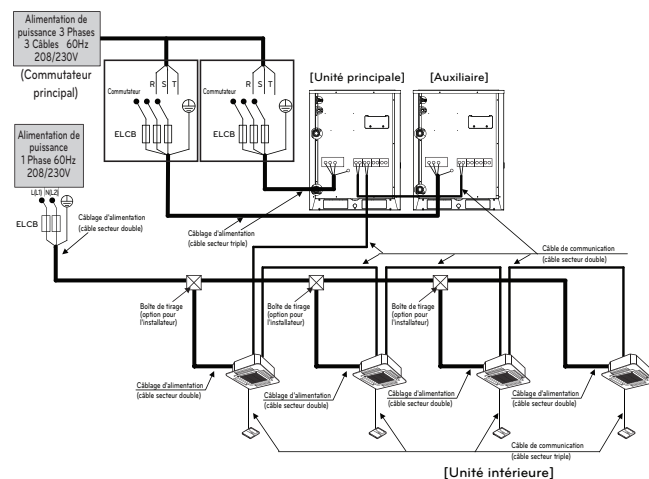 Alimentation de
puissance 3 Phases
3 Câbles 60Hz
208/230V
(Commutateur
principal)
R S T
Commutateur
ELCB
R S T
Commutateur
ELCB
[Unité principale]
[Auxiliaire]
Alimentation de
puissance
1 Phase 60Hz
208/230V
L(L1) N(L2)
ELCB
Câblage d'alimentation
(câble secteur double)
Câblage d'alimentation
(câble secteur triple)
Câble de communication
(câble secteur double)
Boîte de tirage
(option pour
l'installateur)
Boîte de tirage
(option pour
l'installateur)
Boîte de tirage
(option pour
l'installateur)
Câblage d'alimentation
(câble secteur double)
Câblage d'alimentation
(câble secteur double)
Câblage d'alimentation
(câble secteur double)
Câblage d'alimentation
(câble secteur double)
Câble de communication
(câble secteur triple)
[Unité intérieure]